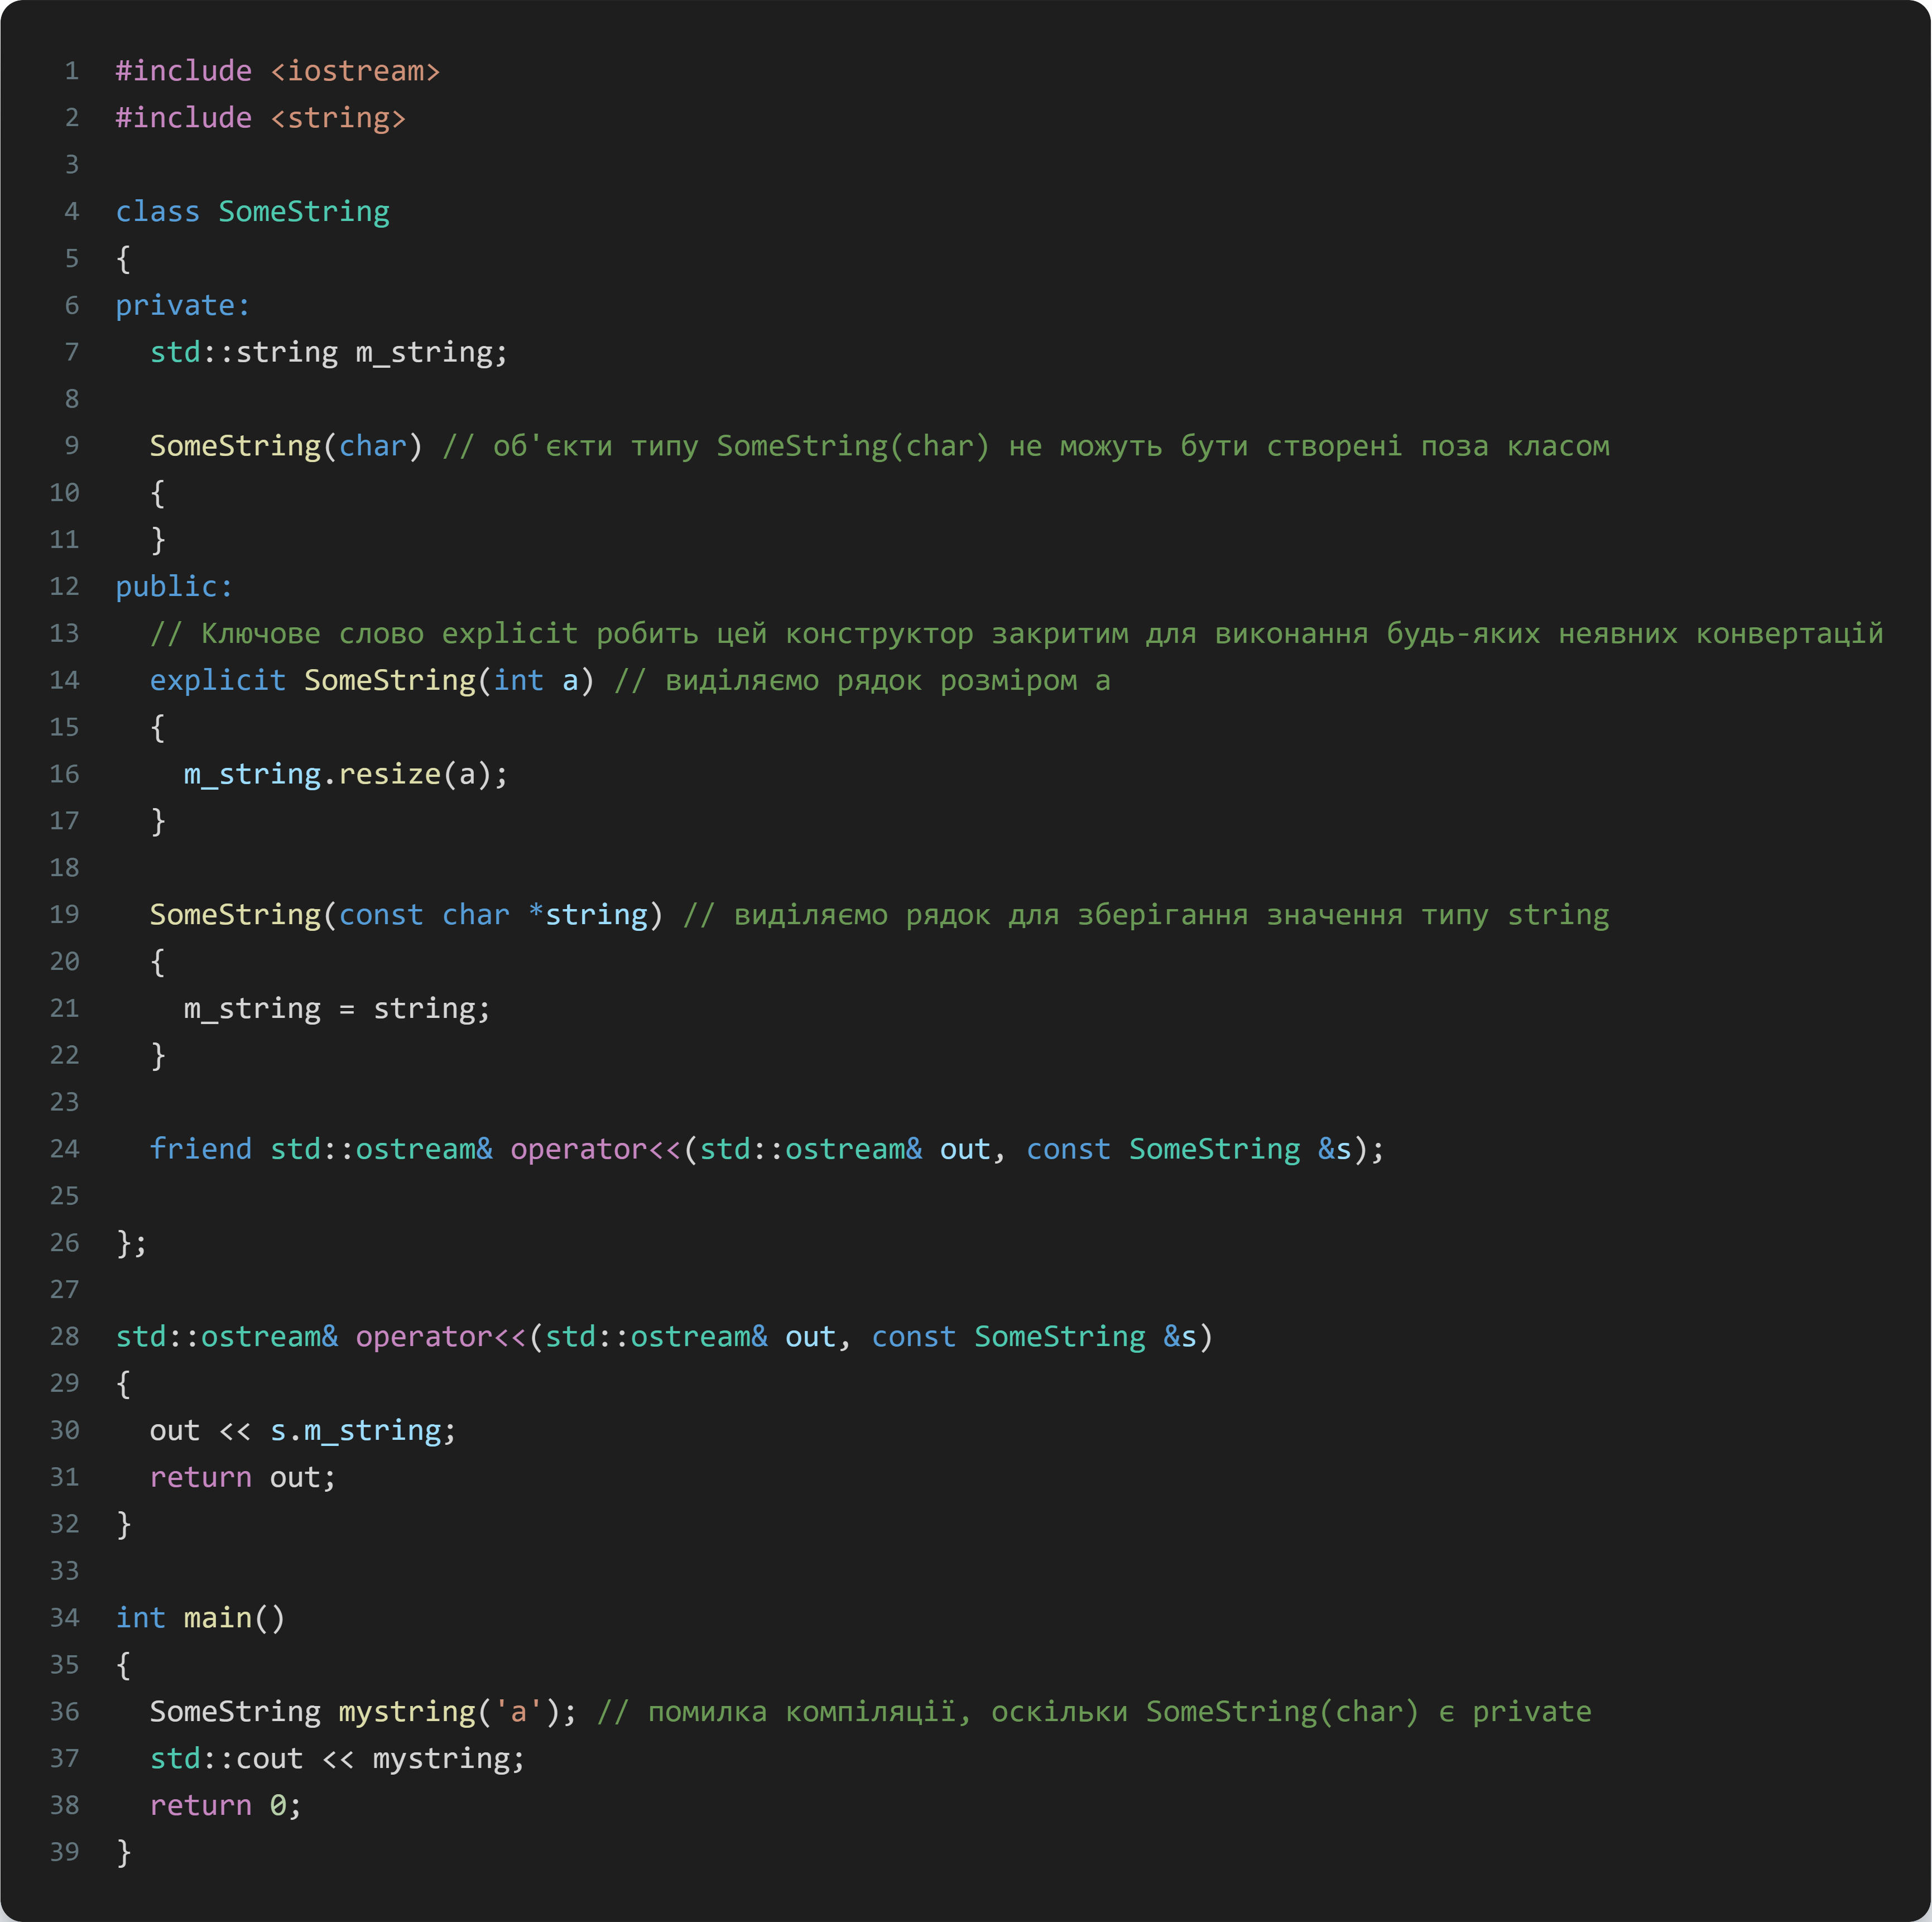 1 #include <iostream>
2 #include <string>
3
4 class SomeString
5 {
6 private:
7   std::string m_string;
8
9   SomeString(char) // об'єкти типу SomeString(char) не можуть бути створені поза класом
10   {
11   }
12 public:
13   // Ключове слово explicit робить цей конструктор закритим для виконання будь-яких неявних конвертацій
14   explicit SomeString(int a) // виділяємо рядок розміром a
15   {
16     m_string.resize(a);
17   }
18
19   SomeString(const char *string) // виділяємо рядок для зберігання значення типу string
20   {
21     m_string = string;
22   }
23
24   friend std::ostream& operator<<(std::ostream& out, const SomeString &s);
25
26 };
27
28 std::ostream& operator<<(std::ostream& out, const SomeString &s)
29 {
30   out << s.m_string;
31   return out;
32 }
33
34 int main()
35 {
36   SomeString mystring('a'); // помилка компіляції, оскільки SomeString(char) є private
37   std::cout << mystring;
38   return 0;
39 }